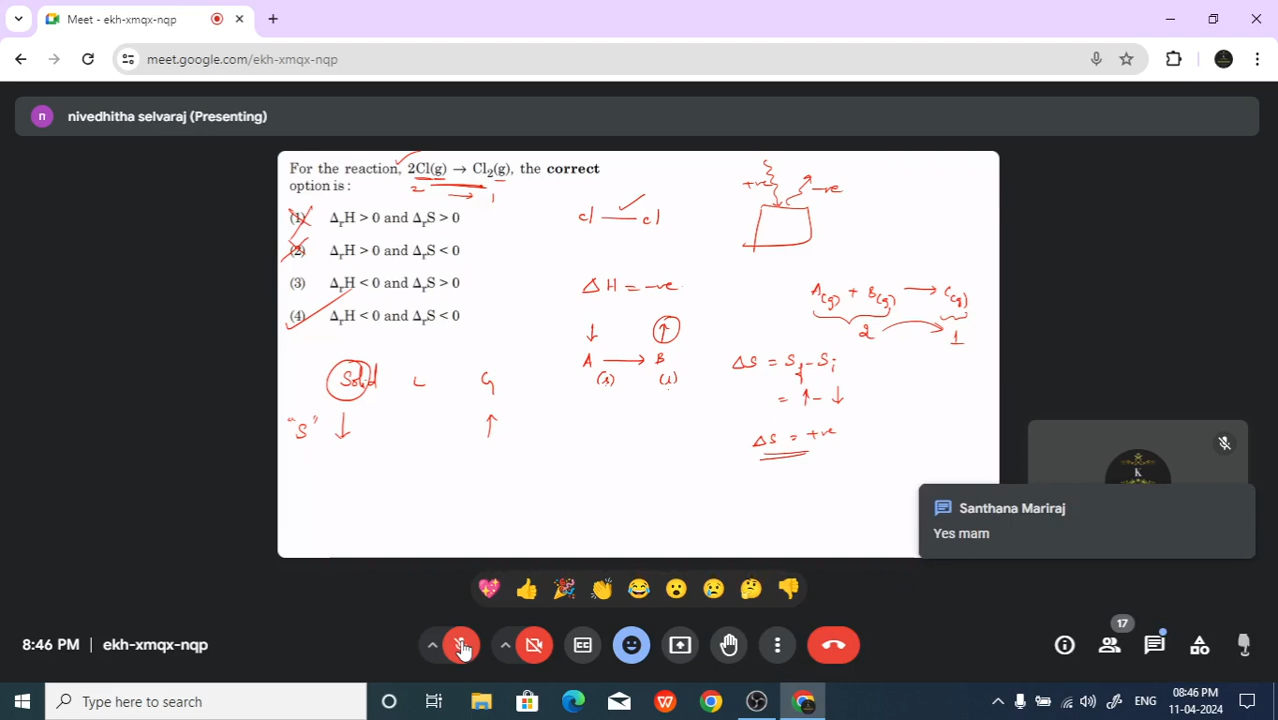 Meet - ekh-xmqx-nqp
meet.google.com/ekh-xmqx-nqp
n
nivedhitha selvaraj (Presenting)
For the reaction, 2Cl(g) → Cl₂(g), the correct
option is :
2 → 1
(1) ΔᵣH > 0 and ΔᵣS > 0
(2) ΔᵣH > 0 and ΔᵣS < 0
(3) ΔᵣH < 0 and ΔᵣS > 0
(4) ΔᵣH < 0 and ΔᵣS < 0
Solid L G
"S" ↓ ↑
cl — cl
ΔH = -ve
↓ ↑
A → B
(s) (l)
+ve -ve
A(g) + B(g) → C(g)
2 1
ΔS = Sf - Si
= ↑ - ↓
ΔS = +ve
K
Santhana Mariraj
Yes mam
8:46 PM | ekh-xmqx-nqp
17
Type here to search
W
ENG
08:46 PM
11-04-2024